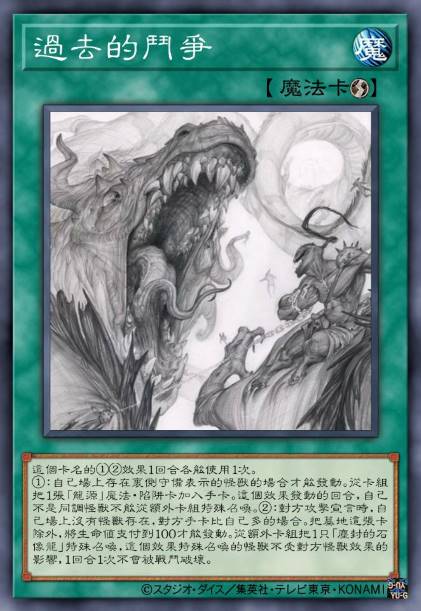 過去的鬥爭
魔
【魔法卡】
這個卡名的①②效果1回合各能使用1次。
①：自己場上存在裏側守備表示的怪獸的場合才能發動。從卡組
把1張「龍源」魔法·陷阱卡加入手卡。這個效果發動的回合，自己
不是同調怪獸不能從額外卡組特殊召喚。②：對方攻擊宣言時，自
己場上沒有怪獸存在，對方手卡比自己多的場合。把墓地這張卡
除外，將生命值支付到100才能發動。從額外卡組把1只「塵封的石
像龍」特殊召喚，這個效果特殊召喚的怪獸不受對方怪獸效果的
影響，1回合1次不會被戰鬥破壞。
©スタジオ・ダイス／集英社・テレビ東京・KONAMI